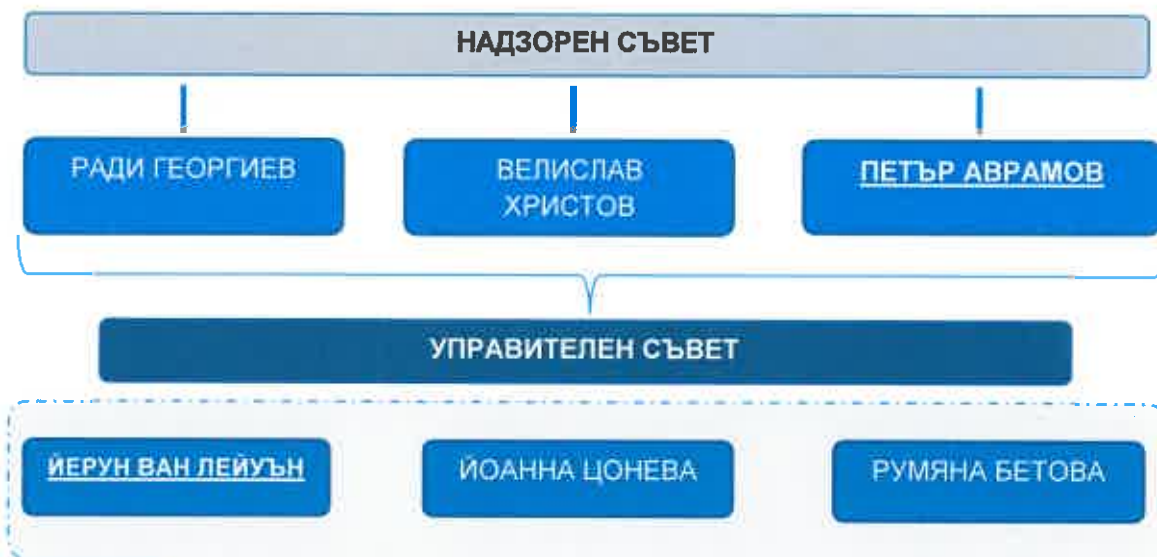 НАДЗОРЕН СЪВЕТ
РАДИ ГЕОРГИЕВ
ВЕЛИСЛАВ
ХРИСТОВ
ПЕТЪР АВРАМОВ
УПРАВИТЕЛЕН СЪВЕТ
ЙЕРУН ВАН ЛЕЙУЪН
ЙОАННА ЦОНЕВА
РУМЯНА БЕТОВА